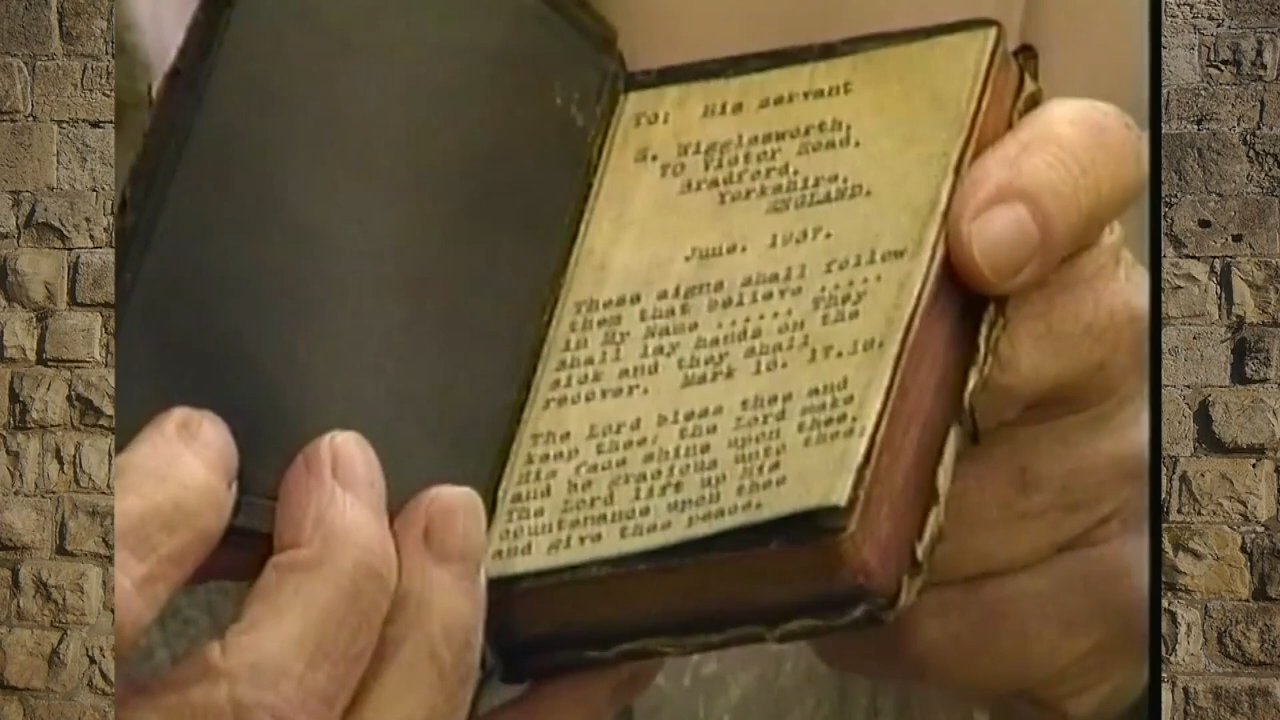 TO: His servant
S. Wigglesworth,
70 Victor Road,
Bradford.
Yorkshire.
ENGLAND.
June. 1937.
These signs shall follow
them that believe .....
in My Name ...... They
shall lay hands on the
sick and they shall
recover. Mark 16. 17.18.
The Lord bless thee and
keep thee; the Lord make
His face shine upon thee,
and be gracious unto thee;
The Lord lift up His
countenance upon thee
and give thee peace.